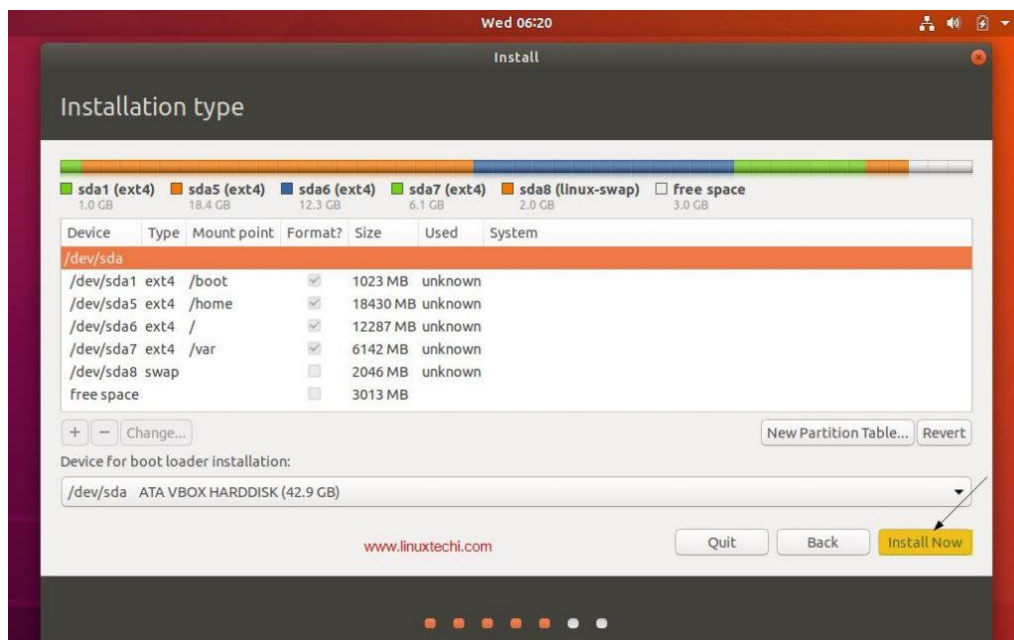 Wed 06:20
Install
Installation type
sda1 (ext4) sda5 (ext4) sda6 (ext4) sda7 (ext4) sda8 (linux-swap) free space
1.0 GB 18.4 GB 12.3 GB 6.1 GB 2.0 GB 3.0 GB
Device Type Mount point Format? Size Used System
/dev/sda
/dev/sda1 ext4 /boot 1023 MB unknown
/dev/sda5 ext4 /home 18430 MB unknown
/dev/sda6 ext4 / 12287 MB unknown
/dev/sda7 ext4 /var 6142 MB unknown
/dev/sda8 swap 2046 MB unknown
free space 3013 MB
+ − Change... New Partition Table... Revert
Device for boot loader installation:
/dev/sda ATA VBOX HARDDISK (42.9 GB)
www.linuxtechi.com Quit Back Install Now